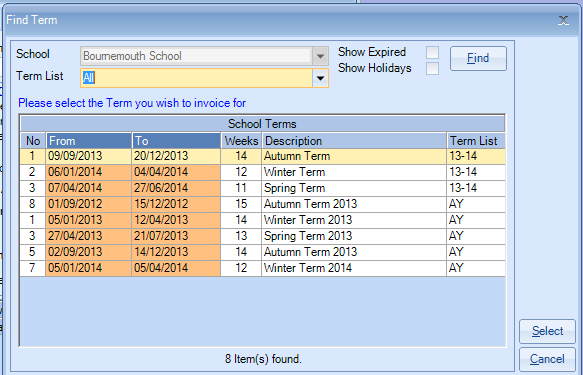 Find Term
School Bournemouth School Show Expired Find
Term List All Show Holidays
Please select the Term you wish to invoice for
School Terms
No From To Weeks Description Term List
1 09/09/2013 20/12/2013 14 Autumn Term 13-14
2 06/01/2014 04/04/2014 12 Winter Term 13-14
3 07/04/2014 27/06/2014 11 Spring Term 13-14
8 01/09/2012 15/12/2012 15 Autumn Term 2013 AY
1 05/01/2013 12/04/2013 14 Winter Term 2013 AY
3 27/04/2013 21/07/2013 13 Spring Term 2013 AY
5 02/09/2013 14/12/2013 14 Autumn Term 2013 AY
7 05/01/2014 05/04/2014 12 Winter Term 2014 AY
Select
8 Item(s) found.
Cancel